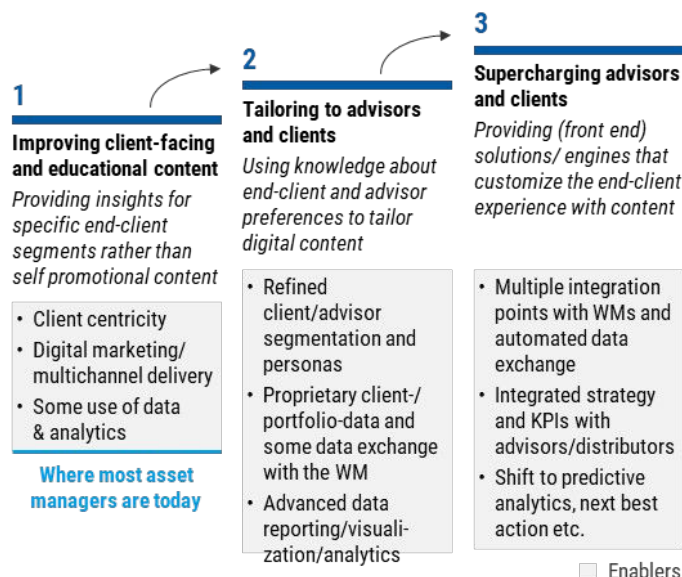 1
Improving client-facing
and educational content
Providing insights for
specific end-client
segments rather than
self promotional content
• Client centricity
• Digital marketing/
multichannel delivery
• Some use of data
& analytics
Where most asset
managers are today
2
Tailoring to advisors
and clients
Using knowledge about
end-client and advisor
preferences to tailor
digital content
• Refined
client/advisor
segmentation and
personas
• Proprietary client-/
portfolio-data and
some data exchange
with the WM
• Advanced data
reporting/visuali-
zation/analytics
3
Supercharging advisors
and clients
Providing (front end)
solutions/ engines that
customize the end-client
experience with content
• Multiple integration
points with WMs and
automated data
exchange
• Integrated strategy
and KPIs with
advisors/distributors
• Shift to predictive
analytics, next best
action etc.
Enablers